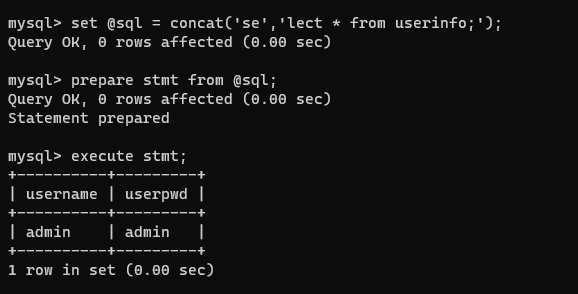 mysql> set @sql = concat('se','lect * from userinfo;');
Query OK, 0 rows affected (0.00 sec)
mysql> prepare stmt from @sql;
Query OK, 0 rows affected (0.00 sec)
Statement prepared
mysql> execute stmt;
+----------+---------+
| username | userpwd |
+----------+---------+
| admin    | admin   |
+----------+---------+
1 row in set (0.00 sec)